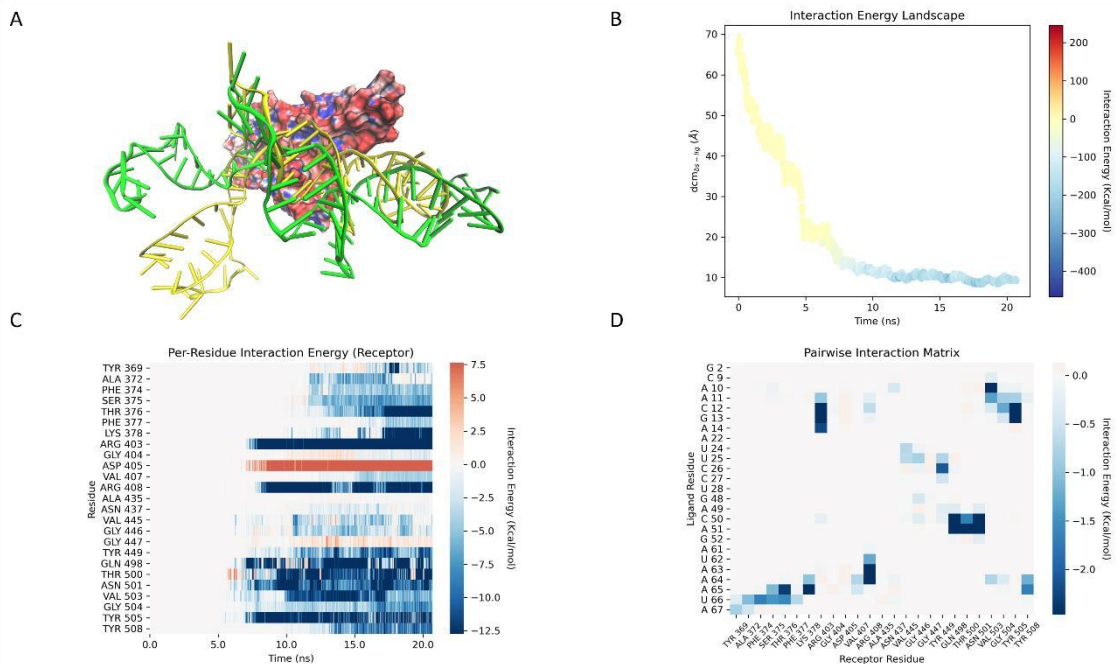 A
B
Interaction Energy Landscape
70
60
50
40
30
20
10
dcm_bs-lig (Å)
0
5
10
15
20
Time (ns)
200
100
0
−100
−200
−300
−400
Interaction Energy (Kcal/mol)
C
Per-Residue Interaction Energy (Receptor)
TYR 369
ALA 372
PHE 374
SER 375
THR 376
PHE 377
LYS 378
ARG 403
GLY 404
ASP 405
VAL 407
ARG 408
ALA 435
ASN 437
VAL 445
GLY 446
GLY 447
TYR 449
GLN 498
THR 500
ASN 501
VAL 503
GLY 504
TYR 505
TYR 508
Residue
0.0
5.0
10.0
15.0
20.0
Time (ns)
7.5
5.0
2.5
0.0
−2.5
−5.0
−7.5
−10.0
−12.5
Interaction Energy (Kcal/mol)
D
Pairwise Interaction Matrix
G 2
C 9
A 10
A 11
C 12
G 13
A 14
A 22
U 24
U 25
C 26
C 27
U 28
G 48
A 49
C 50
A 51
G 52
A 61
U 62
A 63
A 64
A 65
U 66
A 67
Ligand Residue
TYR 369
ALA 372
PHE 374
SER 375
THR 376
PHE 377
LYS 378
ARG 403
GLY 404
ASP 405
VAL 407
ARG 408
ALA 435
ASN 437
VAL 445
GLY 446
GLY 447
TYR 449
GLN 498
THR 500
ASN 501
VAL 503
GLY 504
TYR 505
TYR 508
Receptor Residue
0.0
−0.5
−1.0
−1.5
−2.0
Interaction Energy (Kcal/mol)